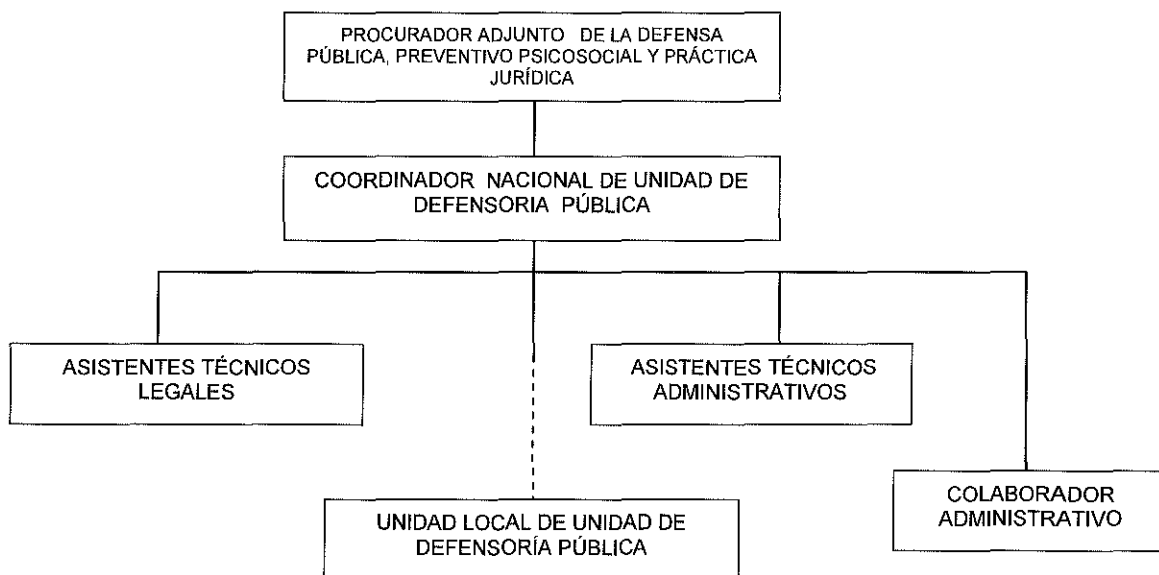 PROCURADOR ADJUNTO DE LA DEFENSA
PÚBLICA, PREVENTIVO PSICOSOCIAL Y PRÁCTICA
JURÍDICA
COORDINADOR NACIONAL DE UNIDAD DE
DEFENSORIA PÚBLICA
ASISTENTES TÉCNICOS
LEGALES
ASISTENTES TÉCNICOS
ADMINISTRATIVOS
UNIDAD LOCAL DE UNIDAD DE
DEFENSORÍA PÚBLICA
COLABORADOR
ADMINISTRATIVO